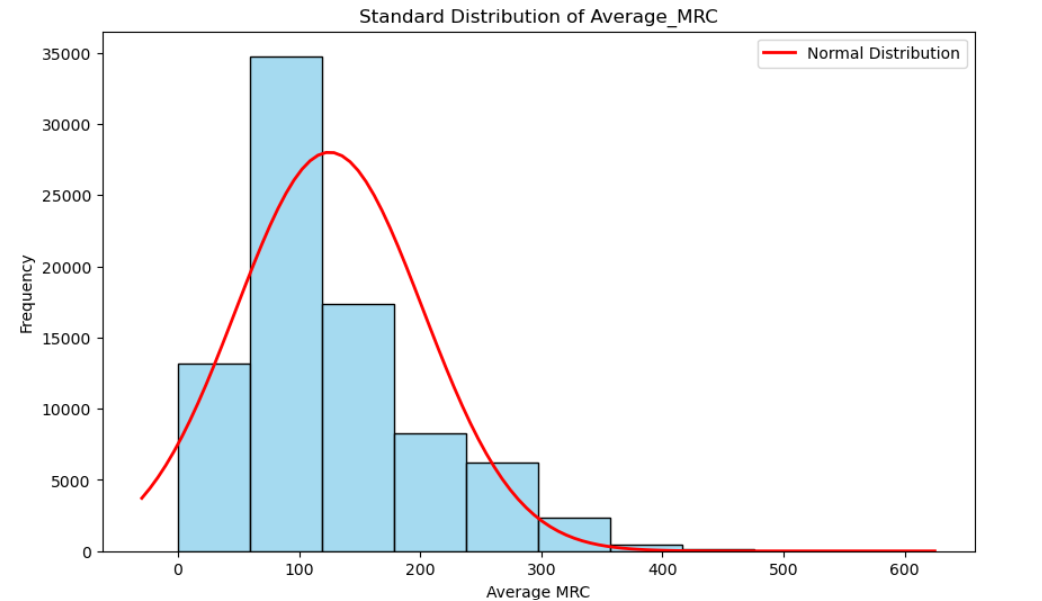 Standard Distribution of Average_MRC
Normal Distribution
Frequency
35000
30000
25000
20000
15000
10000
5000
0
0 100 200 300 400 500 600
Average MRC